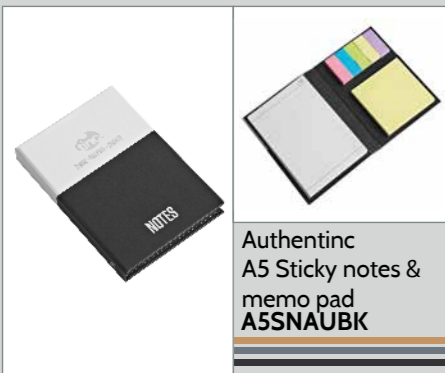 NOTES
Authentinc
A5 Sticky notes &
memo pad
A5SNAUBK